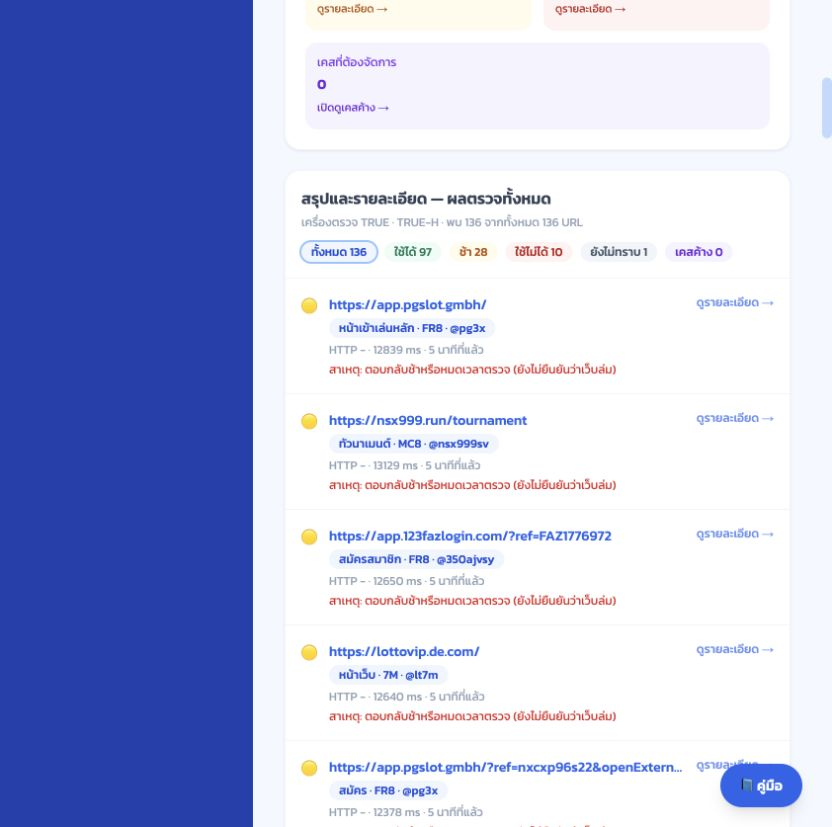 ดูรายละเอียด →
ดูรายละเอียด →
เคสที่ต้องจัดการ
0
เปิดดูเคสค้าง →
สรุปและรายละเอียด — ผลตรวจทั้งหมด
เครื่องตรวจ TRUE · TRUE-H · พบ 136 จากทั้งหมด 136 URL
ทั้งหมด 136 ใช้ได้ 97 ช้า 28 ใช้ไม่ได้ 10 ยังไม่ทราบ 1 เคสค้าง 0
https://app.pgslot.gmbh/ ดูรายละเอียด →
หน้าเข้าเล่นหลัก · FR8 · @pg3x
HTTP - · 12839 ms · 5 นาทีที่แล้ว
สาเหตุ: ตอบกลับช้าหรือหมดเวลาตรวจ (ยังไม่ยืนยันว่าเว็บล่ม)
https://nsx999.run/tournament ดูรายละเอียด →
ทัวนาเมนต์ · MC8 · @nsx999sv
HTTP - · 13129 ms · 5 นาทีที่แล้ว
สาเหตุ: ตอบกลับช้าหรือหมดเวลาตรวจ (ยังไม่ยืนยันว่าเว็บล่ม)
https://app.123fazlogin.com/?ref=FAZ1776972 ดูรายละเอียด →
สมัครสมาชิก · FR8 · @350ajvsy
HTTP - · 12650 ms · 5 นาทีที่แล้ว
สาเหตุ: ตอบกลับช้าหรือหมดเวลาตรวจ (ยังไม่ยืนยันว่าเว็บล่ม)
https://lottovip.de.com/ ดูรายละเอียด →
หน้าเว็บ · 7M · @lt7m
HTTP - · 12640 ms · 5 นาทีที่แล้ว
สาเหตุ: ตอบกลับช้าหรือหมดเวลาตรวจ (ยังไม่ยืนยันว่าเว็บล่ม)
https://app.pgslot.gmbh/?ref=nxcxp96s22&openExtern...
สมัคร · FR8 · @pg3x
HTTP - · 12378 ms · 5 นาทีที่แล้ว
คู่มือ